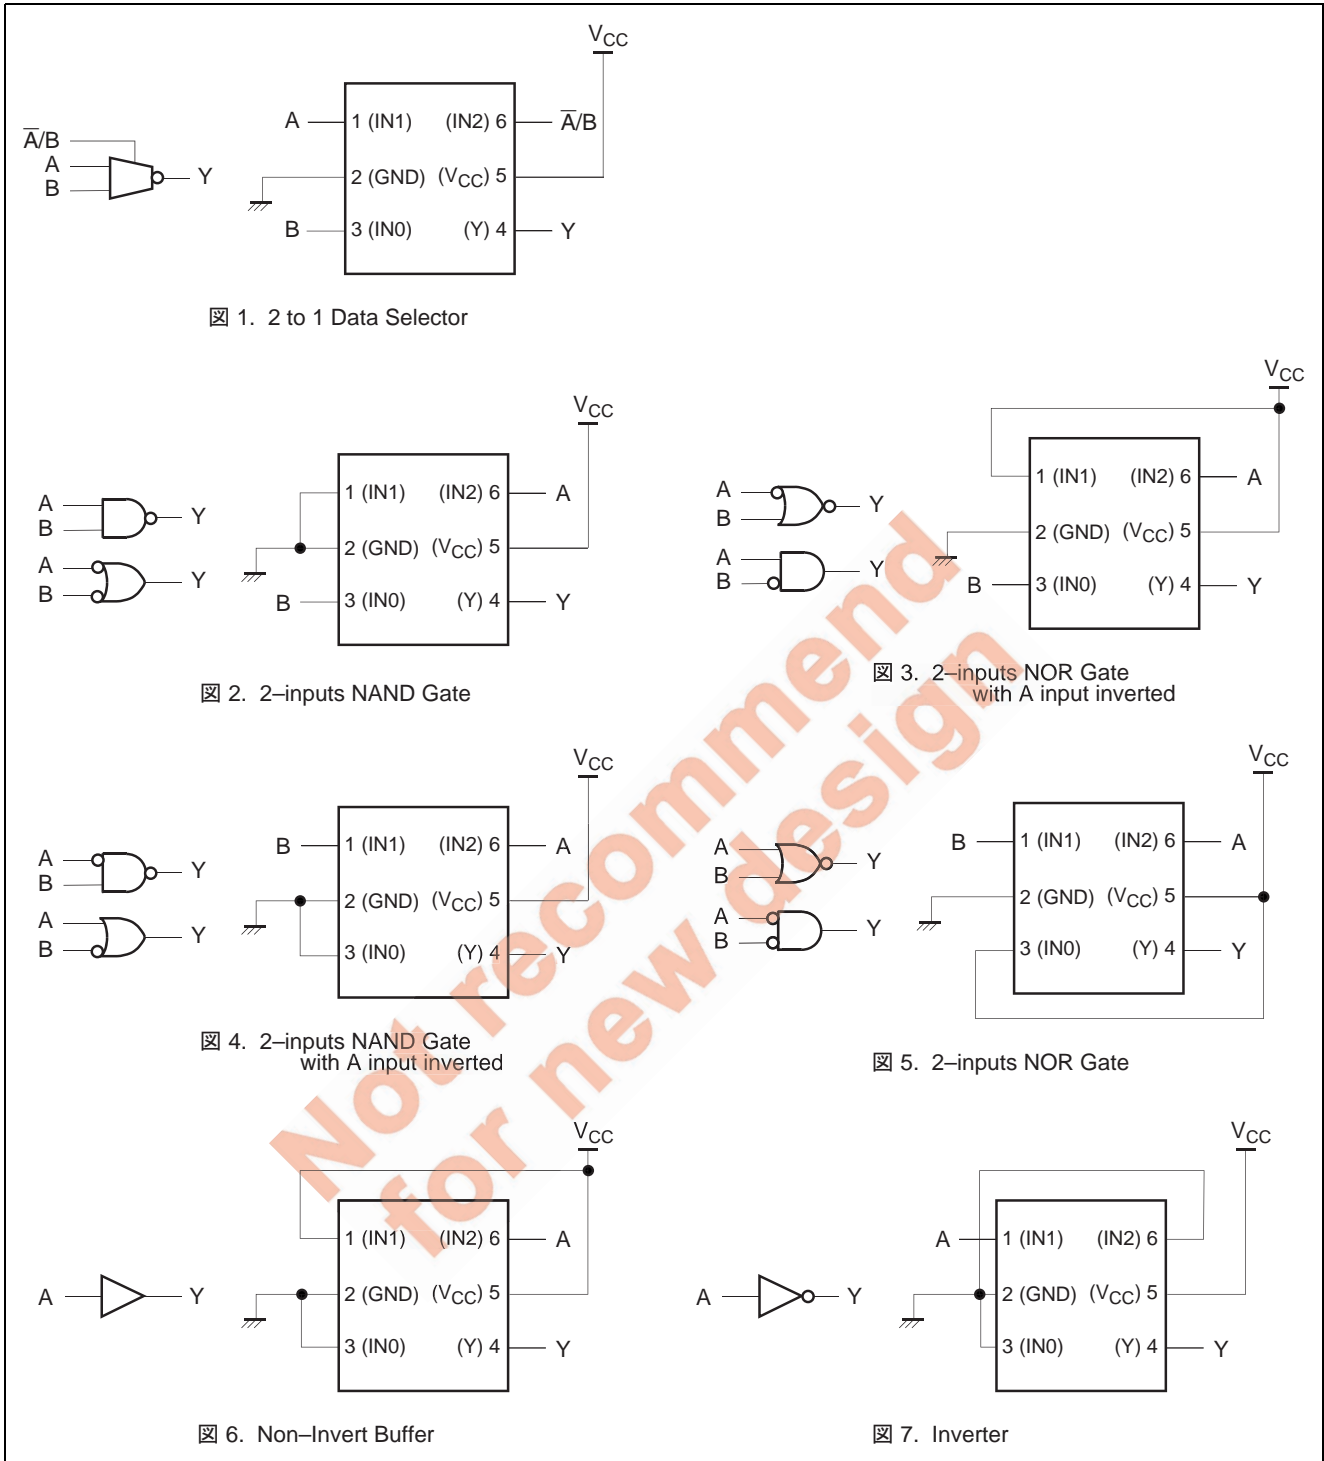 VCC
A 1 (IN1) (IN2) 6 A̅/B
A̅/B
A
B
Y
2 (GND) (VCC) 5
B 3 (IN0) (Y) 4 Y
図 1. 2 to 1 Data Selector
VCC
A
B
Y
A
B
Y
1 (IN1) (IN2) 6 A
2 (GND) (VCC) 5
B 3 (IN0) (Y) 4 Y
図 2. 2–inputs NAND Gate
VCC
A
B
Y
A
B
Y
1 (IN1) (IN2) 6 A
2 (GND) (VCC) 5
B 3 (IN0) (Y) 4 Y
図 3. 2–inputs NOR Gate
with A input inverted
VCC
A
B
Y
A
B
Y
B 1 (IN1) (IN2) 6 A
2 (GND) (VCC) 5
3 (IN0) (Y) 4 Y
図 4. 2–inputs NAND Gate
with A input inverted
VCC
A
B
Y
A
B
Y
B 1 (IN1) (IN2) 6 A
2 (GND) (VCC) 5
3 (IN0) (Y) 4 Y
図 5. 2–inputs NOR Gate
VCC
A Y
1 (IN1) (IN2) 6 A
2 (GND) (VCC) 5
3 (IN0) (Y) 4 Y
図 6. Non–Invert Buffer
VCC
A Y
A 1 (IN1) (IN2) 6
2 (GND) (VCC) 5
3 (IN0) (Y) 4 Y
図 7. Inverter
Not recommend
for new design